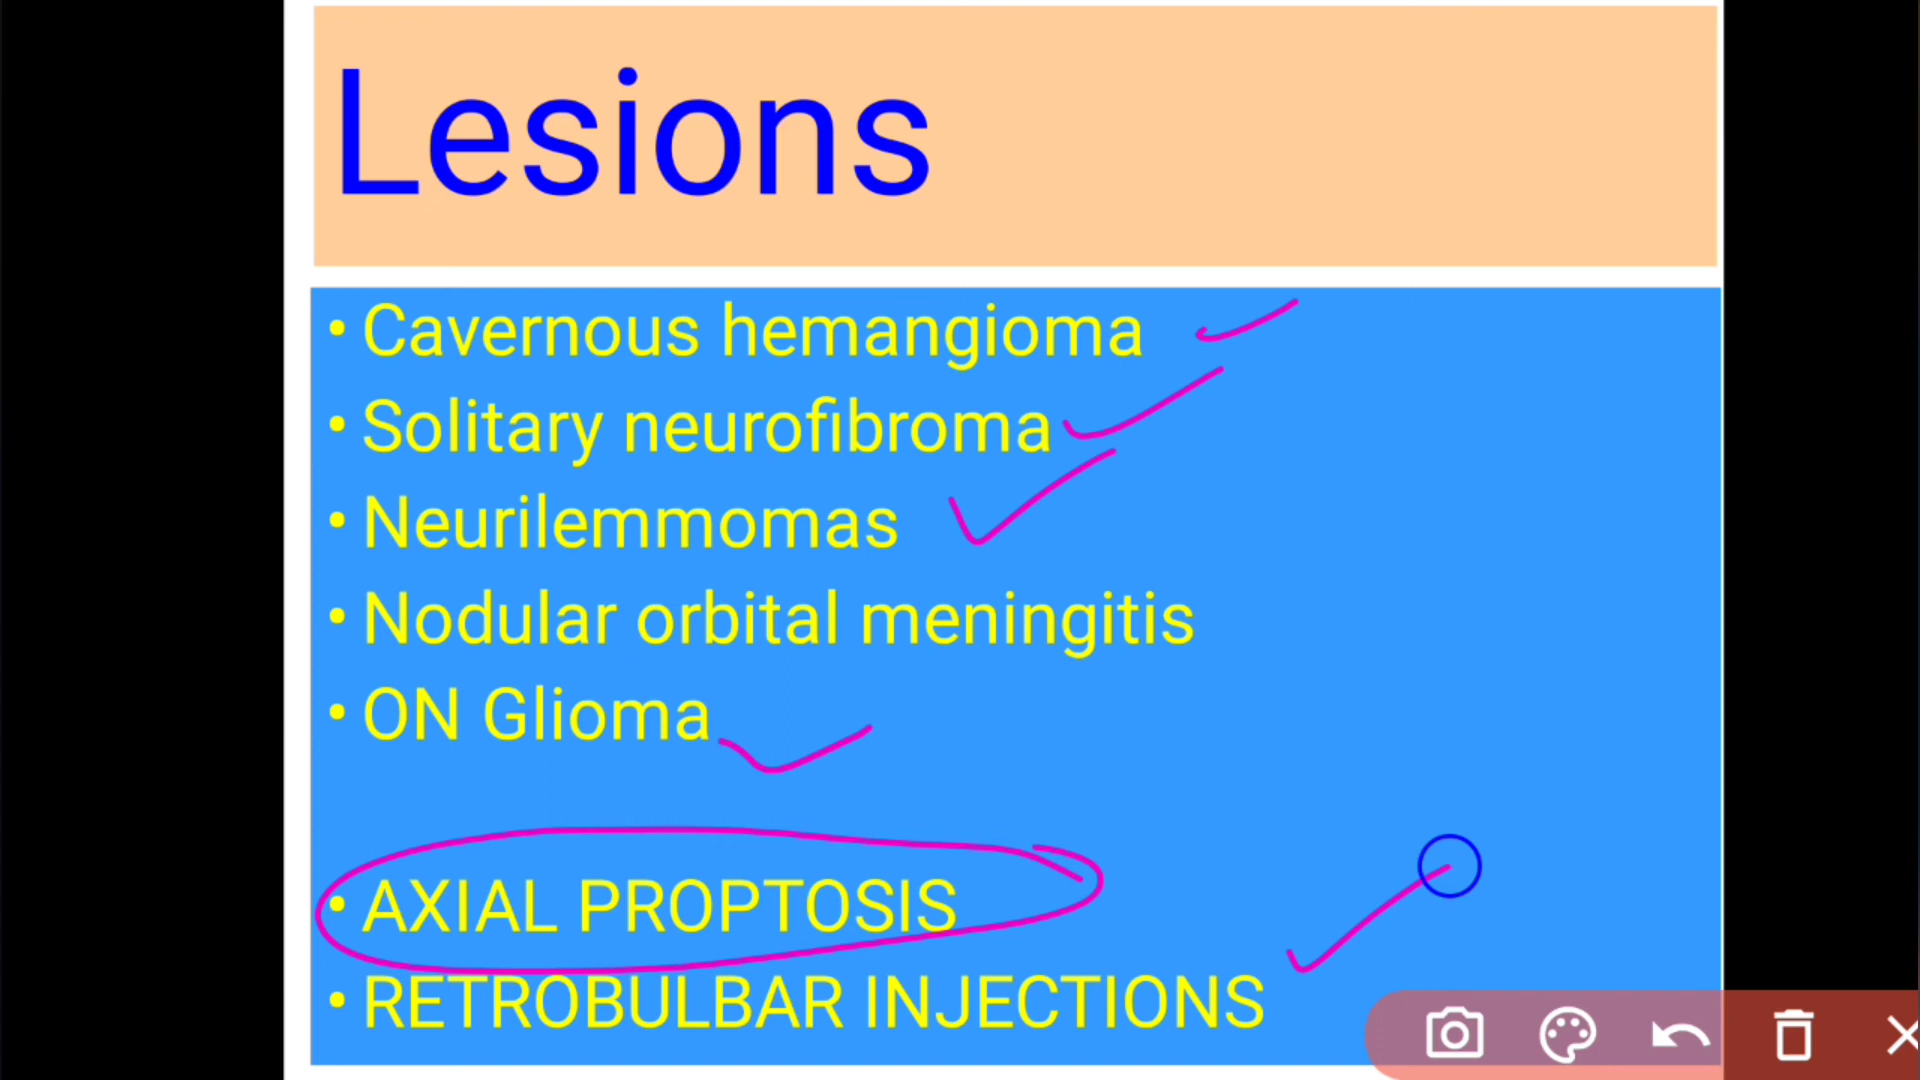 Lesions
• Cavernous hemangioma
• Solitary neurofibroma
• Neurilemmomas
• Nodular orbital meningitis
• ON Glioma
• AXIAL PROPTOSIS
• RETROBULBAR INJECTIONS